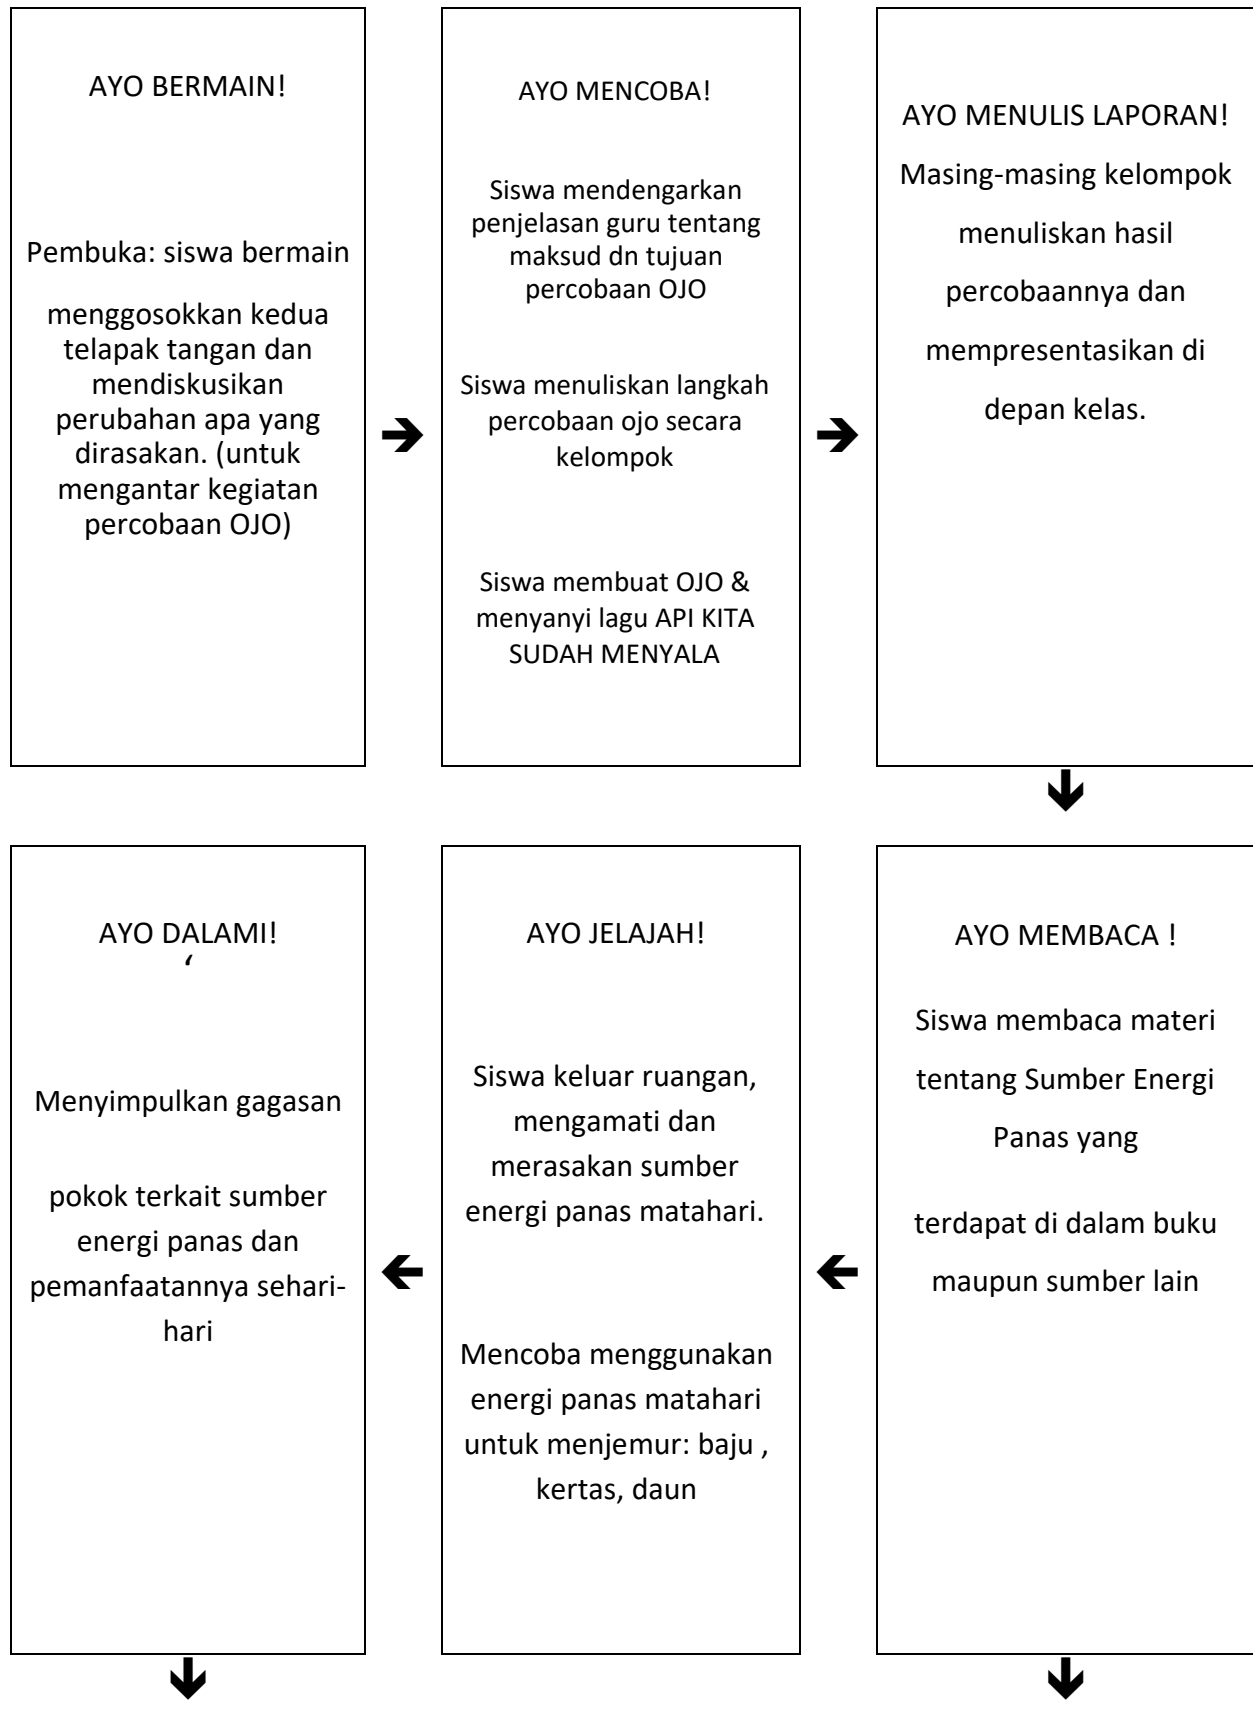 AYO BERMAIN!
Pembuka: siswa bermain
menggosokkan kedua
telapak tangan dan
mendiskusikan
perubahan apa yang
dirasakan. (untuk
mengantar kegiatan
percobaan OJO)
AYO MENCOBA!
Siswa mendengarkan
penjelasan guru tentang
maksud dn tujuan
percobaan OJO
Siswa menuliskan langkah
percobaan ojo secara
kelompok
Siswa membuat OJO &
menyanyi lagu API KITA
SUDAH MENYALA
AYO MENULIS LAPORAN!
Masing-masing kelompok
menuliskan hasil
percobaannya dan
mempresentasikan di
depan kelas.
AYO MEMBACA !
Siswa membaca materi
tentang Sumber Energi
Panas yang
terdapat di dalam buku
maupun sumber lain
AYO JELAJAH!
Siswa keluar ruangan,
mengamati dan
merasakan sumber
energi panas matahari.
Mencoba menggunakan
energi panas matahari
untuk menjemur: baju ,
kertas, daun
AYO DALAMI!
‘
Menyimpulkan gagasan
pokok terkait sumber
energi panas dan
pemanfaatannya sehari-
hari